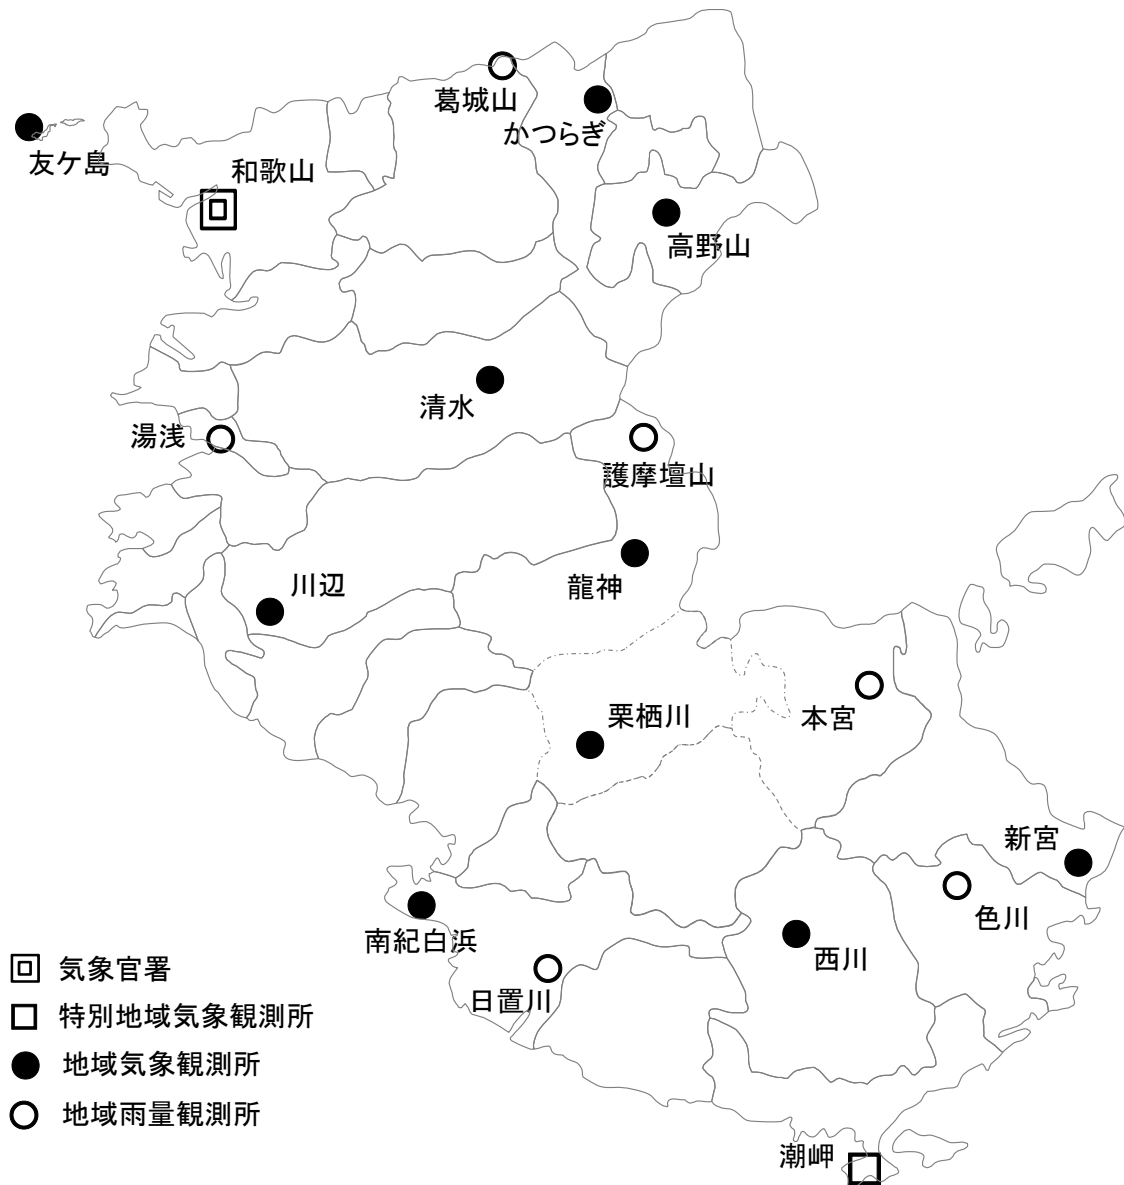 葛城山
かつらぎ
友ケ島
和歌山
高野山
清水
湯浅
護摩壇山
川辺
龍神
栗栖川
本宮
新宮
色川
南紀白浜
西川
日置川
気象官署
特別地域気象観測所
地域気象観測所
地域雨量観測所
潮岬